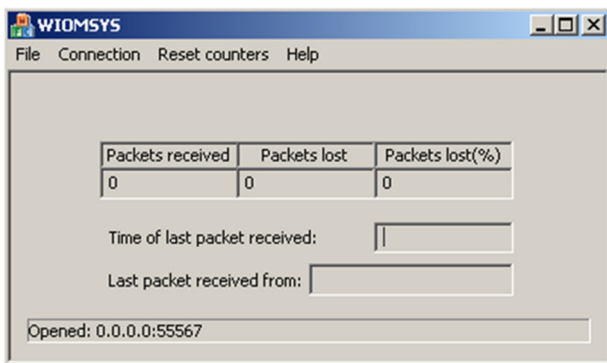 WIOMSYS
File Connection Reset counters Help
Packets received Packets lost Packets lost(%)
0 0 0
Time of last packet received:
Last packet received from:
Opened: 0.0.0.0:55567